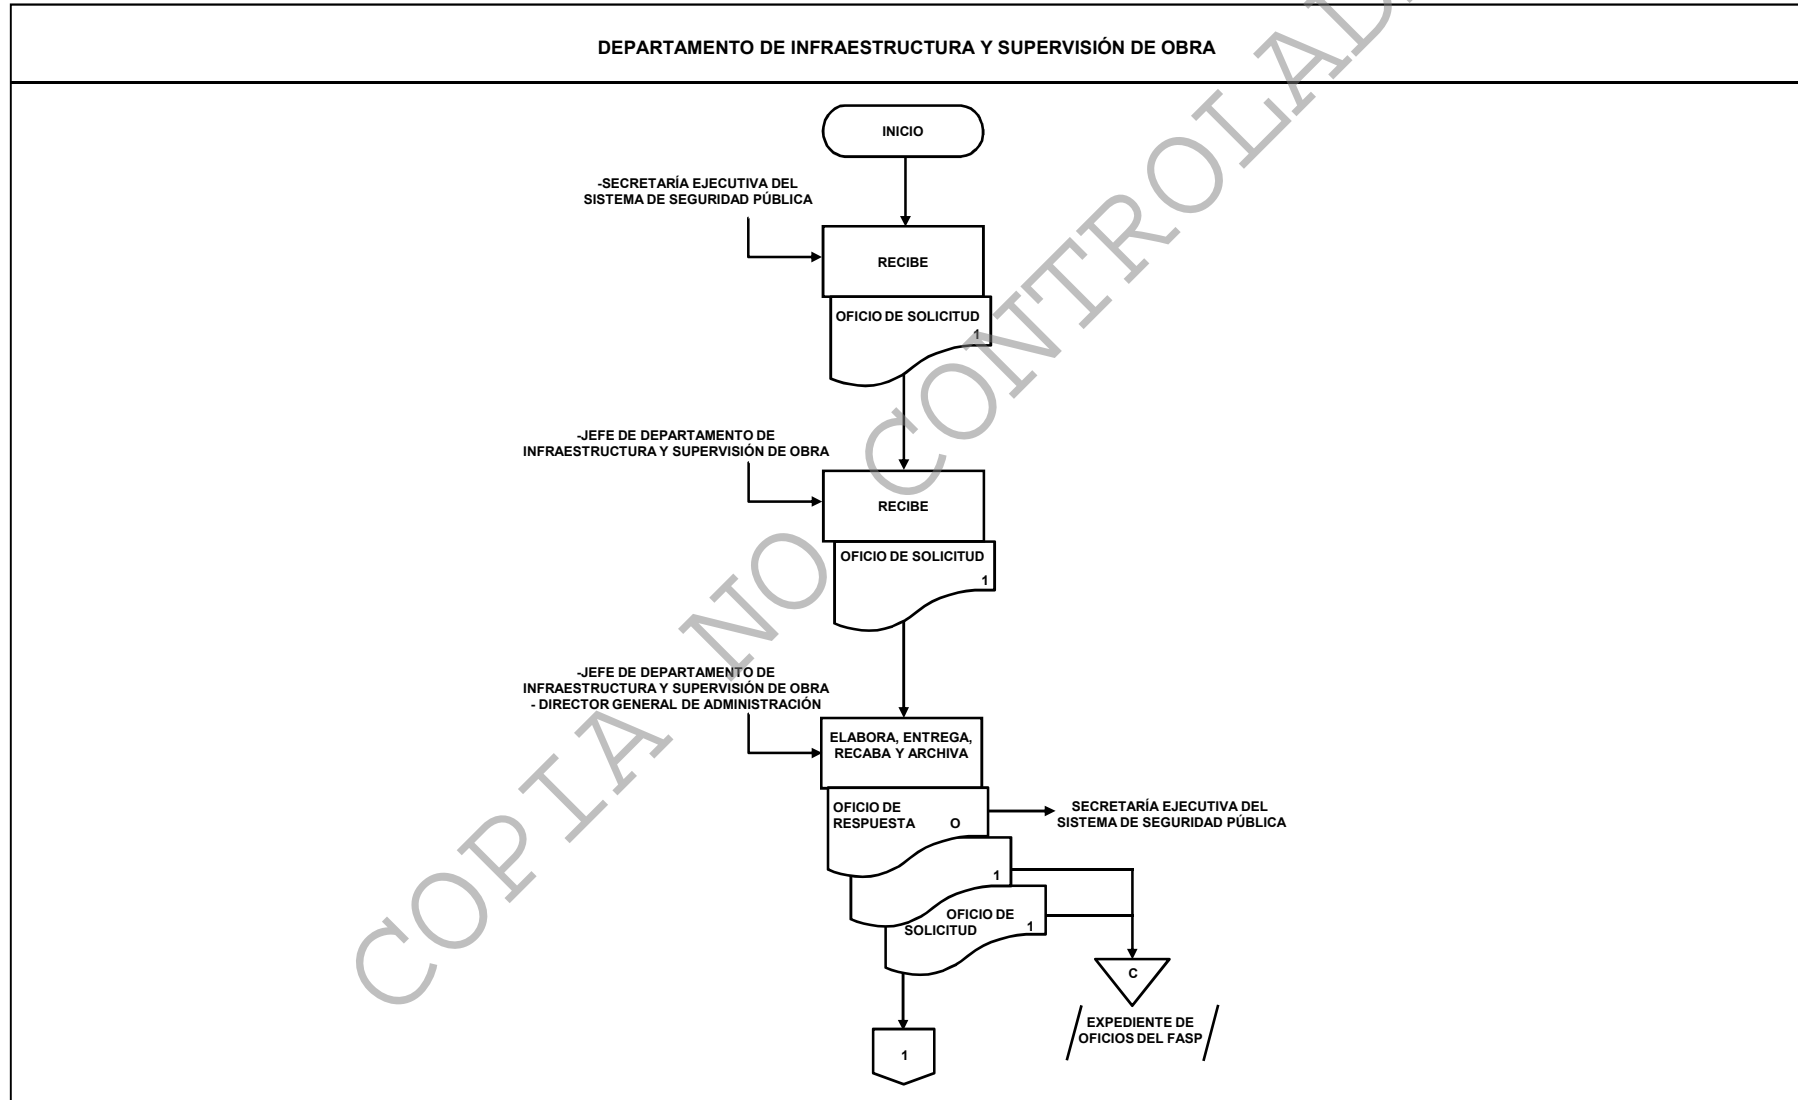 DEPARTAMENTO DE INFRAESTRUCTURA Y SUPERVISIÓN DE OBRA
INICIO
-SECRETARÍA EJECUTIVA DEL
SISTEMA DE SEGURIDAD PÚBLICA
RECIBE
OFICIO DE SOLICITUD
1
-JEFE DE DEPARTAMENTO DE
INFRAESTRUCTURA Y SUPERVISIÓN DE OBRA
RECIBE
OFICIO DE SOLICITUD
1
-JEFE DE DEPARTAMENTO DE
INFRAESTRUCTURA Y SUPERVISIÓN DE OBRA
- DIRECTOR GENERAL DE ADMINISTRACIÓN
ELABORA, ENTREGA,
RECABA Y ARCHIVA
OFICIO DE
RESPUESTA O
SECRETARÍA EJECUTIVA DEL
SISTEMA DE SEGURIDAD PÚBLICA
1
OFICIO DE
SOLICITUD 1
C
EXPEDIENTE DE
OFICIOS DEL FASP
1
COPIA NO CONTROLAD